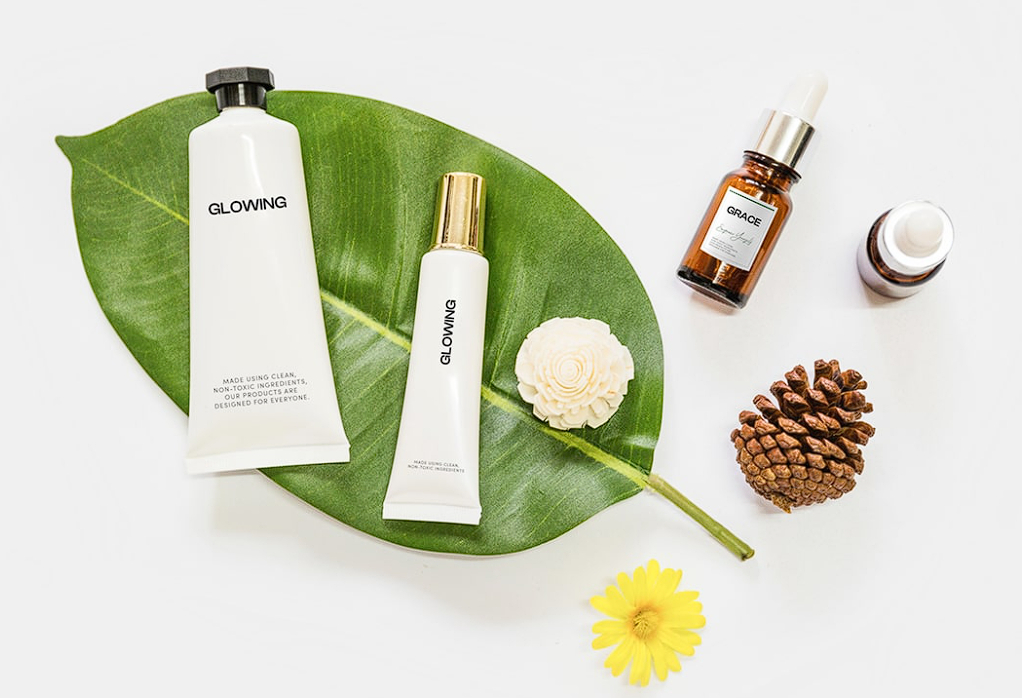 GLOWING
MADE USING CLEAN,
NON-TOXIC INGREDIENTS,
OUR PRODUCTS ARE
DESIGNED FOR EVERYONE.
GLOWING
MADE USING CLEAN,
NON-TOXIC INGREDIENTS
GRACE